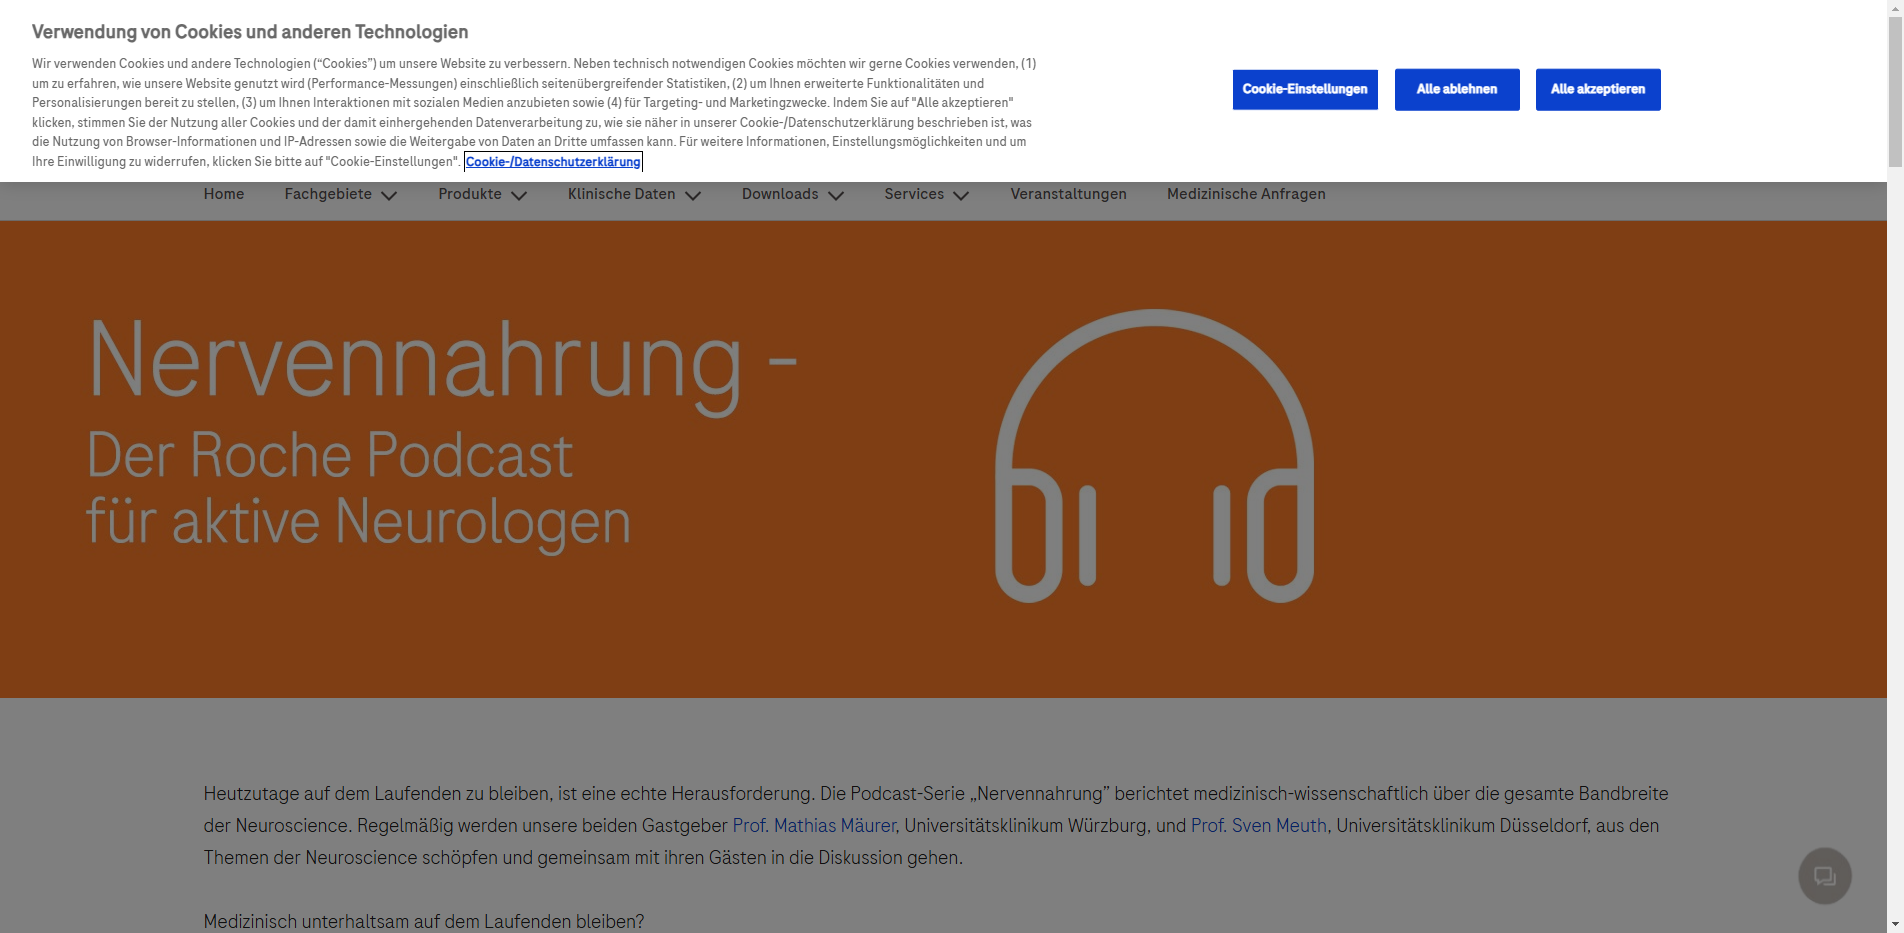 Verwendung von Cookies und anderen Technologien
Wir verwenden Cookies und andere Technologien (“Cookies”) um unsere Website zu verbessern. Neben technisch notwendigen Cookies möchten wir gerne Cookies verwenden, (1)
um zu erfahren, wie unsere Website genutzt wird (Performance-Messungen) einschließlich seitenübergreifender Statistiken, (2) um Ihnen erweiterte Funktionalitäten und
Personalisierungen bereit zu stellen, (3) um Ihnen Interaktionen mit sozialen Medien anzubieten sowie (4) für Targeting- und Marketingzwecke. Indem Sie auf "Alle akzeptieren"
klicken, stimmen Sie der Nutzung aller Cookies und der damit einhergehenden Datenverarbeitung zu, wie sie näher in unserer Cookie-/Datenschutzerklärung beschrieben ist, was
die Nutzung von Browser-Informationen und IP-Adressen sowie die Weitergabe von Daten an Dritte umfassen kann. Für weitere Informationen, Einstellungsmöglichkeiten und um
Ihre Einwilligung zu widerrufen, klicken Sie bitte auf "Cookie-Einstellungen". Cookie-/Datenschutzerklärung
Cookie-Einstellungen Alle ablehnen Alle akzeptieren
Home Fachgebiete Produkte Klinische Daten Downloads Services Veranstaltungen Medizinische Anfragen
Nervennahrung -
Der Roche Podcast
für aktive Neurologen
Heutzutage auf dem Laufenden zu bleiben, ist eine echte Herausforderung. Die Podcast-Serie „Nervennahrung” berichtet medizinisch-wissenschaftlich über die gesamte Bandbreite
der Neuroscience. Regelmäßig werden unsere beiden Gastgeber Prof. Mathias Mäurer, Universitätsklinikum Würzburg, und Prof. Sven Meuth, Universitätsklinikum Düsseldorf, aus den
Themen der Neuroscience schöpfen und gemeinsam mit ihren Gästen in die Diskussion gehen.
Medizinisch unterhaltsam auf dem Laufenden bleiben?